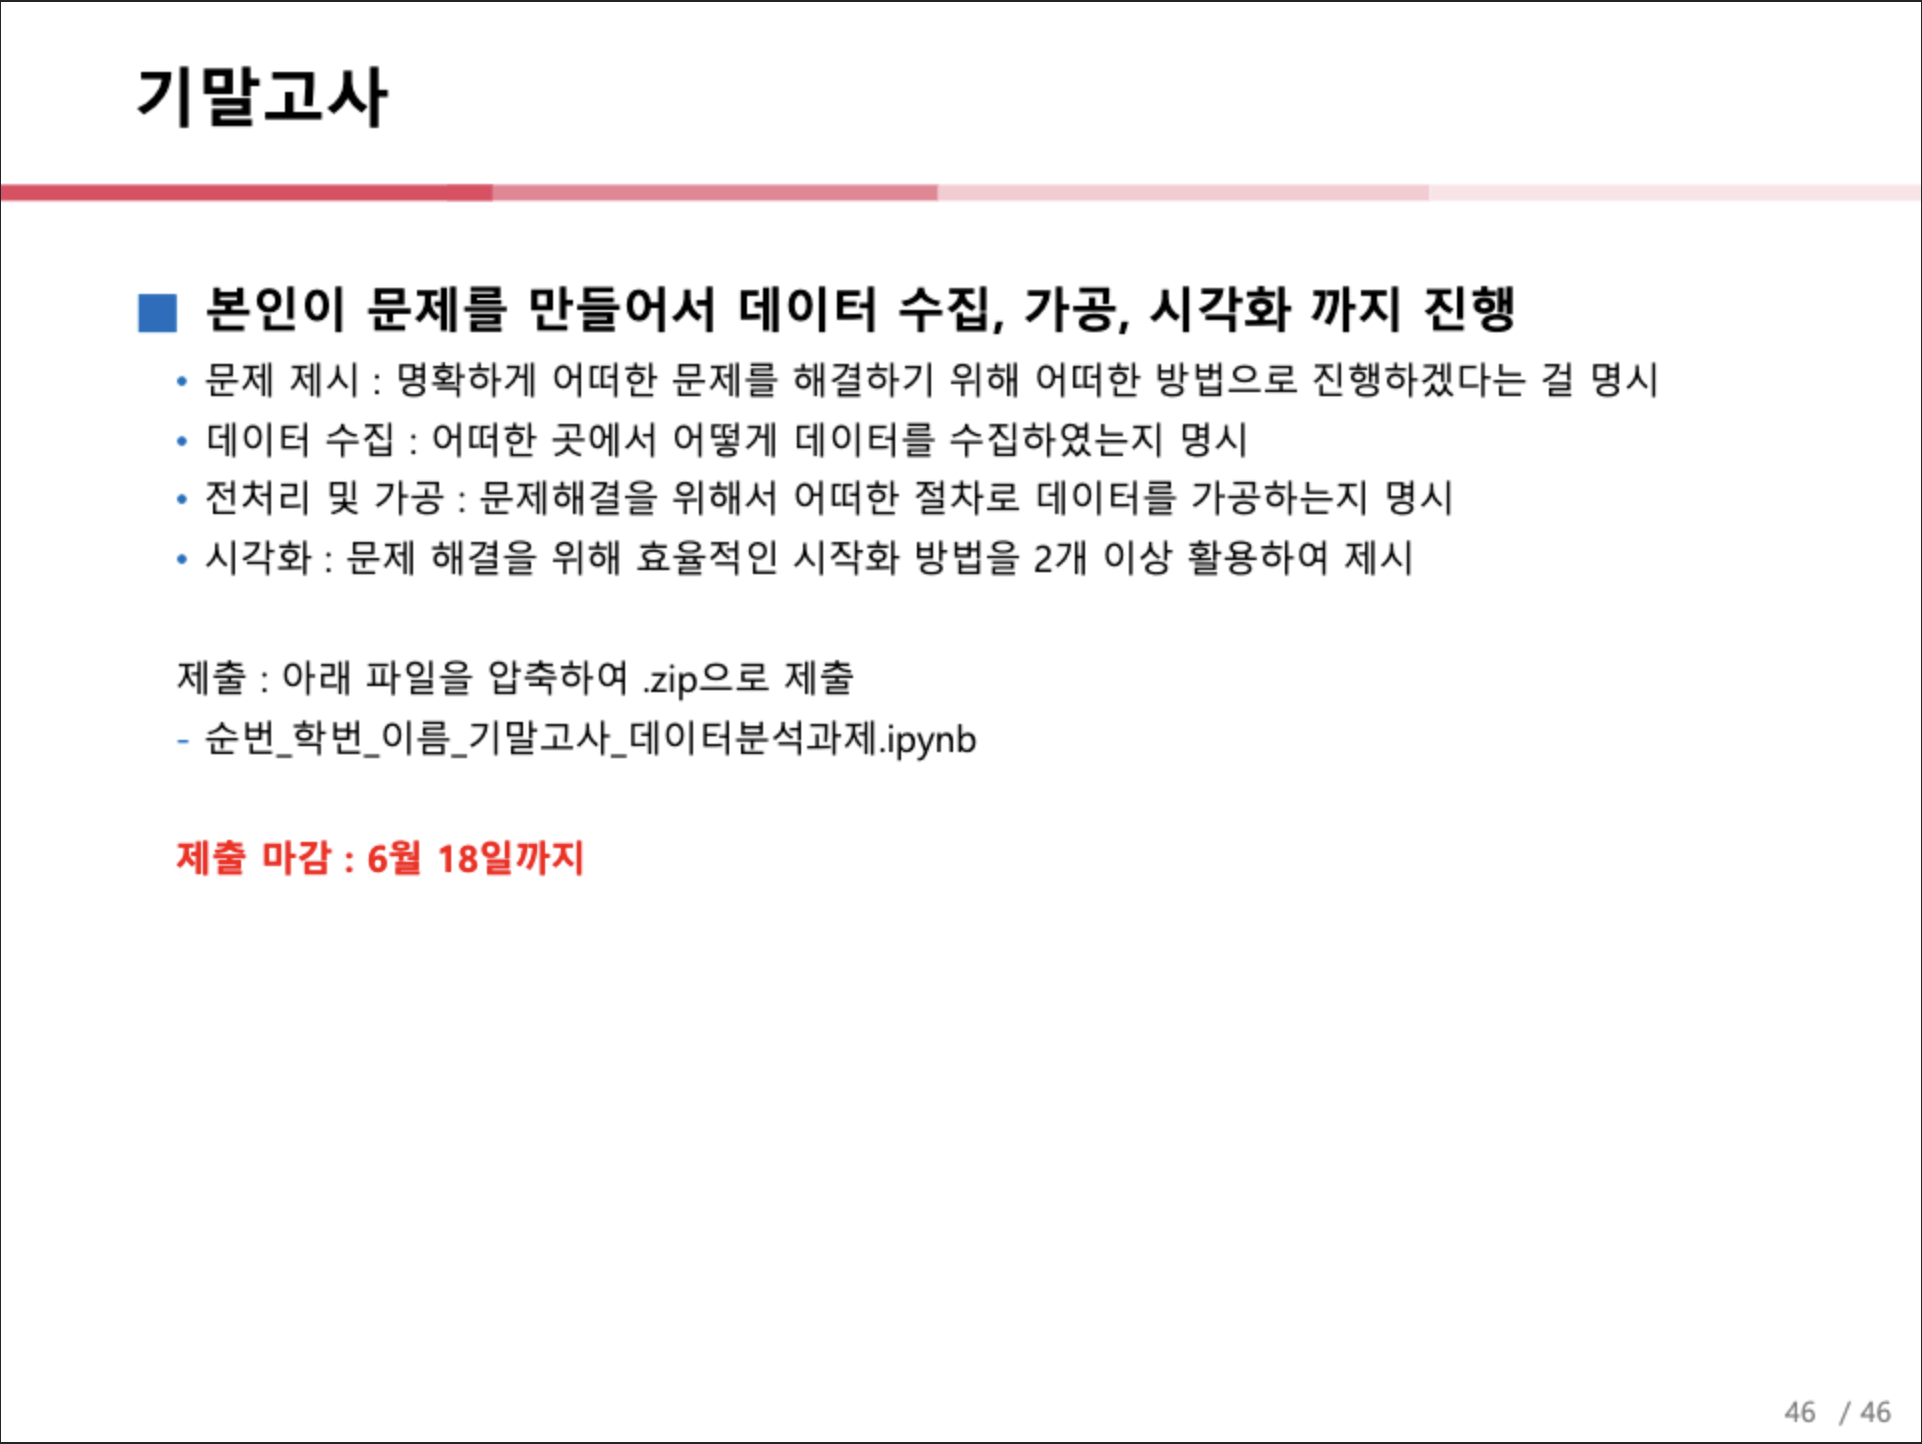 기말고사
본인이 문제를 만들어서 데이터 수집, 가공, 시각화 까지 진행
• 문제 제시 : 명확하게 어떠한 문제를 해결하기 위해 어떠한 방법으로 진행하겠다는 걸 명시
• 데이터 수집 : 어떠한 곳에서 어떻게 데이터를 수집하였는지 명시
• 전처리 및 가공 : 문제해결을 위해서 어떠한 절차로 데이터를 가공하는지 명시
• 시각화 : 문제 해결을 위해 효율적인 시작화 방법을 2개 이상 활용하여 제시
제출 : 아래 파일을 압축하여 .zip으로 제출
- 순번_학번_이름_기말고사_데이터분석과제.ipynb
제출 마감 : 6월 18일까지
46 / 46